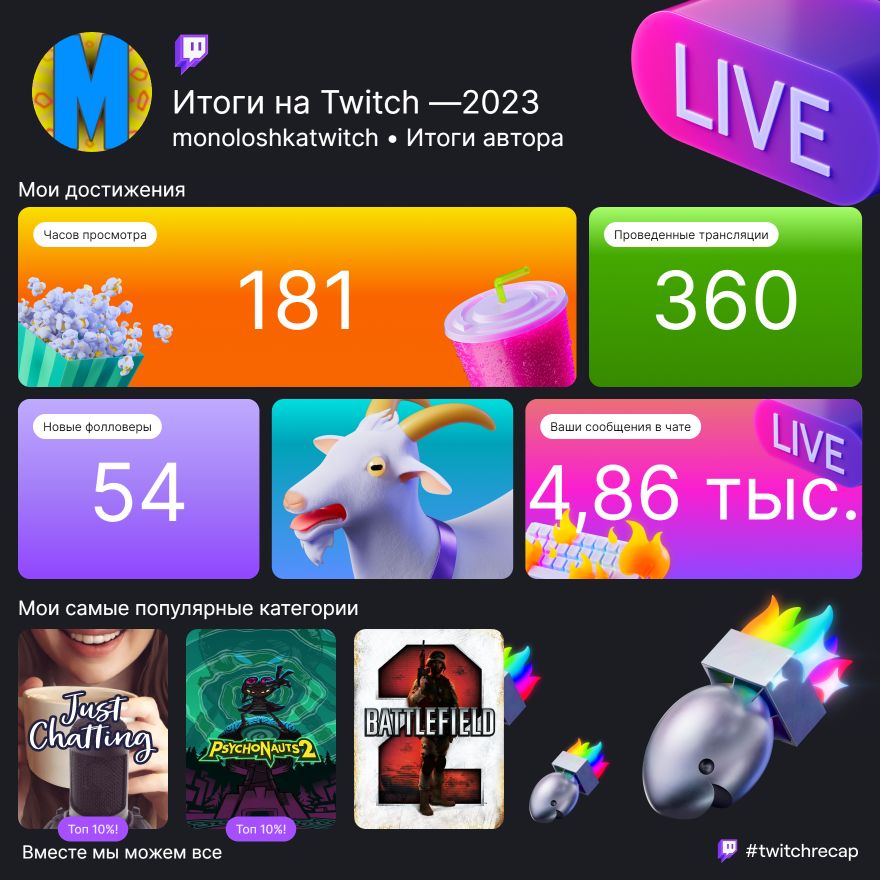 M
Итоги на Twitch —2023
monoloshkatwitch • Итоги автора
LIVE
Мои достижения
Часов просмотра
181
Проведенные трансляции
360
Новые фолловеры
54
Ваши сообщения в чате
LIVE
4,86 тыс.
Мои самые популярные категории
Just
Chatting
Топ 10%!
PSYCHONAUTS 2
Топ 10%!
2
BATTLEFIELD
Вместе мы можем все
#twitchrecap